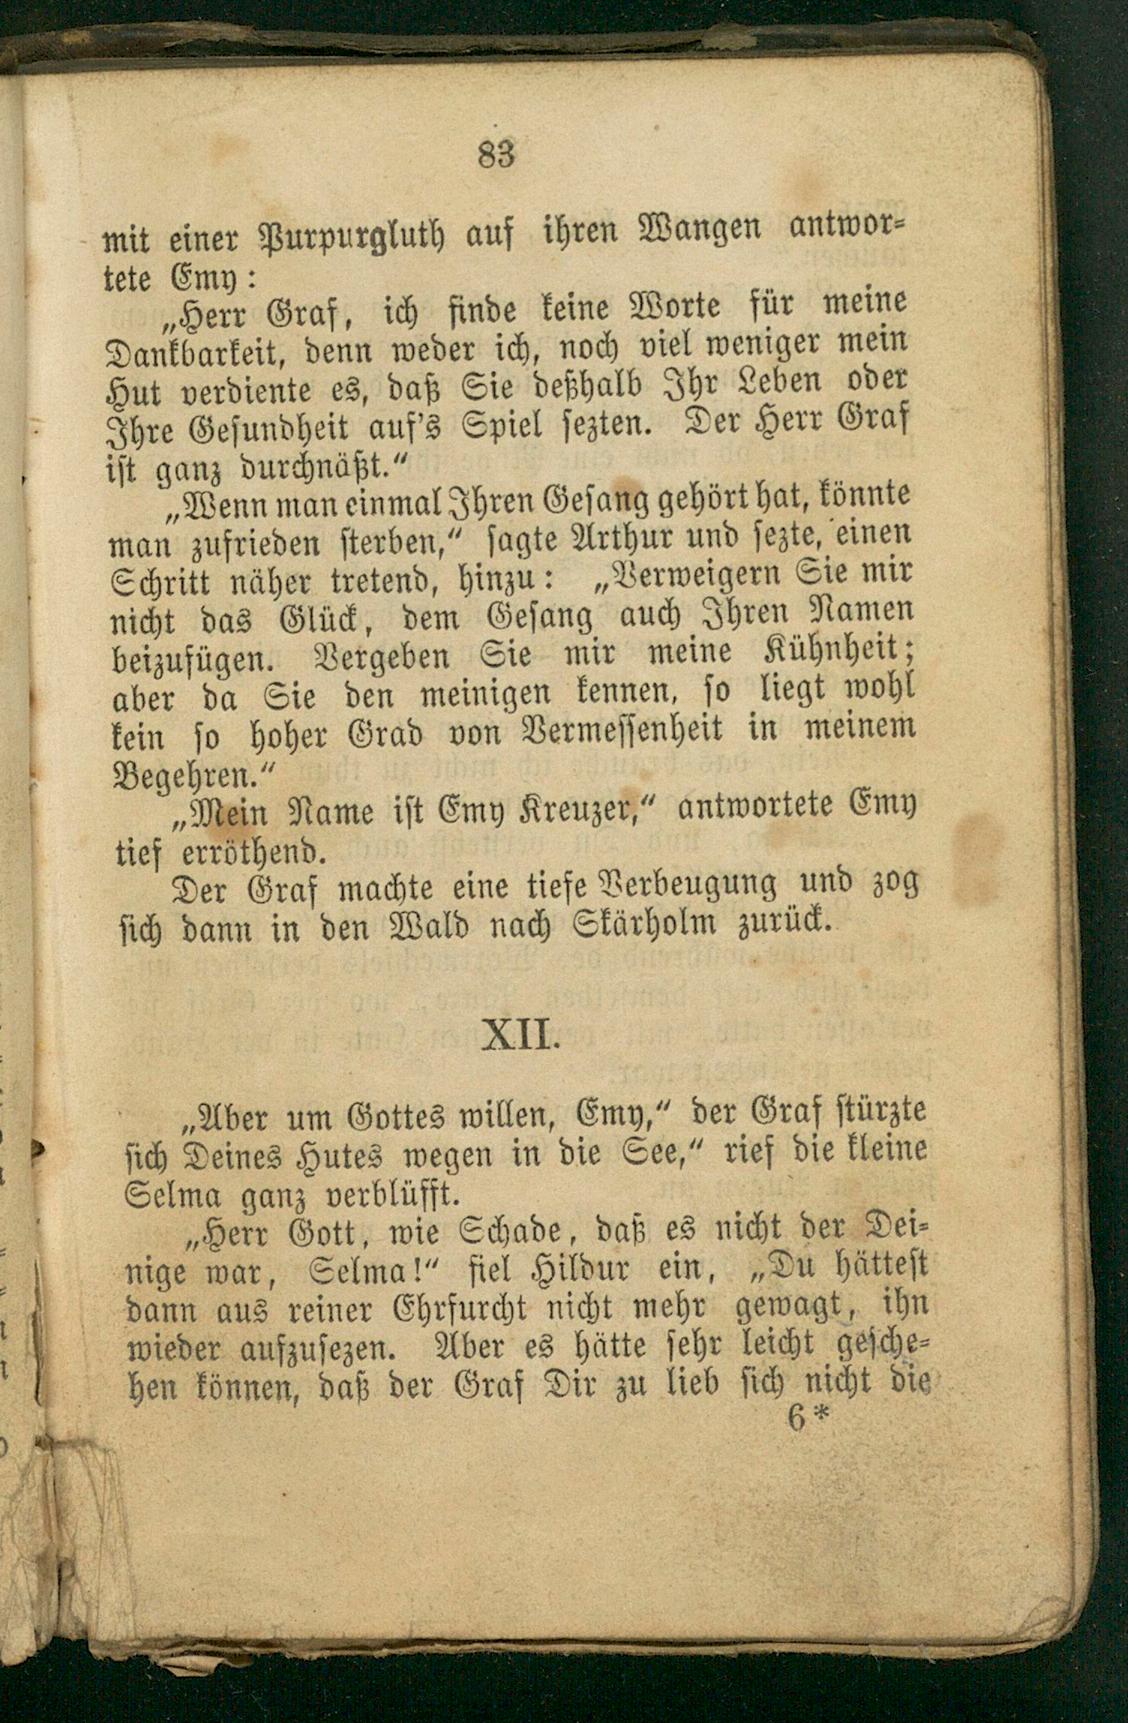 83
mit einer Purpurgluth auf ihren Wangen antwor-
tete Emy:
„Herr Graf, ich finde keine Worte für meine
Dankbarkeit, denn weder ich, noch viel weniger mein
Hut verdiente es, daß Sie deßhalb Ihr Leben oder
Ihre Gesundheit auf's Spiel sezten. Der Herr Graf
ist ganz durchnäßt.“
„Wenn man einmal Ihren Gesang gehört hat, könnte
man zufrieden sterben,“ sagte Arthur und sezte, einen
Schritt näher tretend, hinzu: „Verweigern Sie mir
nicht das Glück, dem Gesang auch Ihren Namen
beizufügen. Vergeben Sie mir meine Kühnheit;
aber da Sie den meinigen kennen, so liegt wohl
kein so hoher Grad von Vermessenheit in meinem
Begehren.“
„Mein Name ist Emy Kreuzer,“ antwortete Emy
tief erröthend.
Der Graf machte eine tiefe Verbeugung und zog
sich dann in den Wald nach Skärholm zurück.
XII.
„Aber um Gottes willen, Emy,“ der Graf stürzte
sich Deines Hutes wegen in die See,“ rief die kleine
Selma ganz verblüfft.
„Herr Gott, wie Schade, daß es nicht der Dei-
nige war, Selma!“ fiel Hildur ein, „Du hättest
dann aus reiner Ehrfurcht nicht mehr gewagt, ihn
wieder aufzusezen. Aber es hätte sehr leicht gesche-
hen können, daß der Graf Dir zu lieb sich nicht die
6*